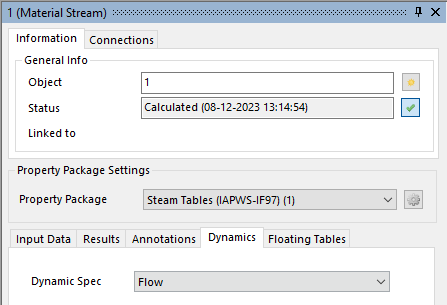 1 (Material Stream)
Information Connections
General Info
Object 1
Status Calculated (08-12-2023 13:14:54)
Linked to
Property Package Settings
Property Package Steam Tables (IAPWS-IF97) (1)
Input Data Results Annotations Dynamics Floating Tables
Dynamic Spec Flow